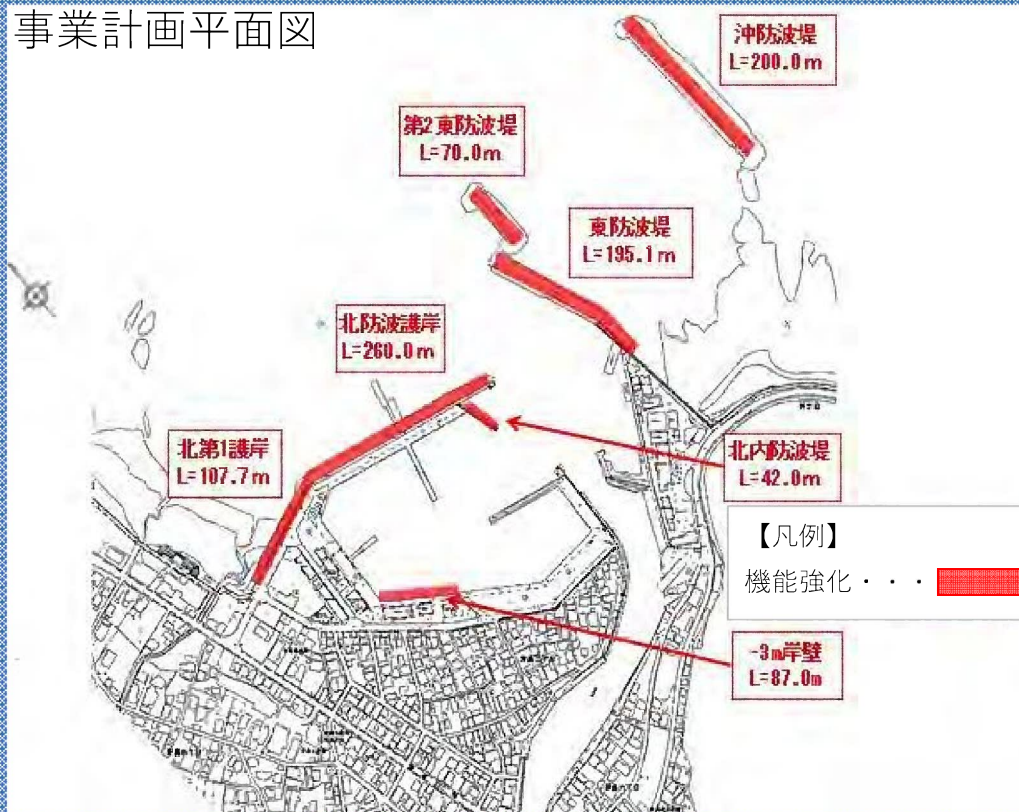 事業計画平面図
沖防波堤
L=200.0m
第2東防波堤
L=70.0m
東防波堤
L=195.1m
北防波護岸
L=260.0m
北第1護岸
L=107.7m
北内防波堤
L=42.0m
【凡例】
機能強化・・・
-3m岸壁
L=87.0m